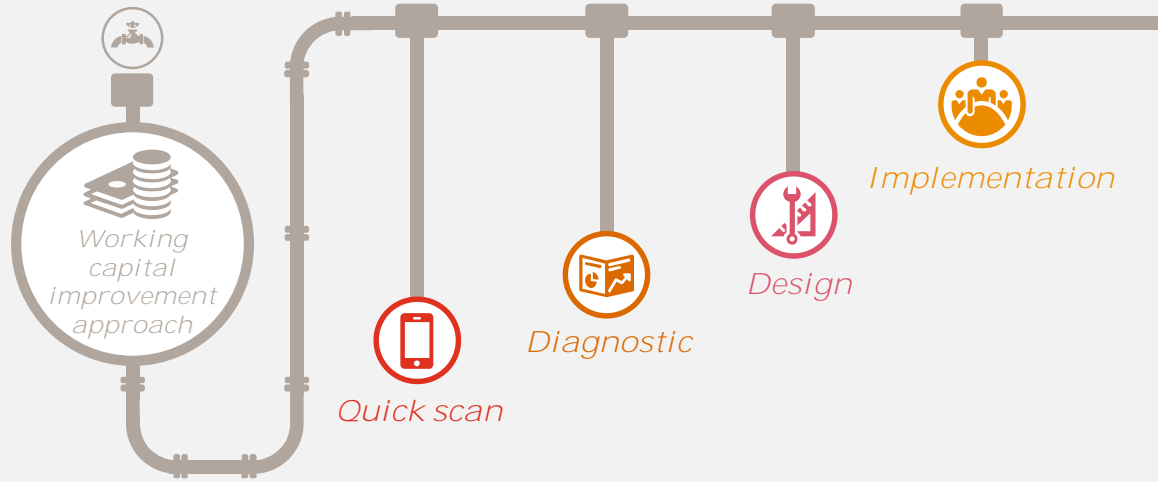 Working
capital
improvement
approach
Quick scan
Diagnostic
Design
Implementation